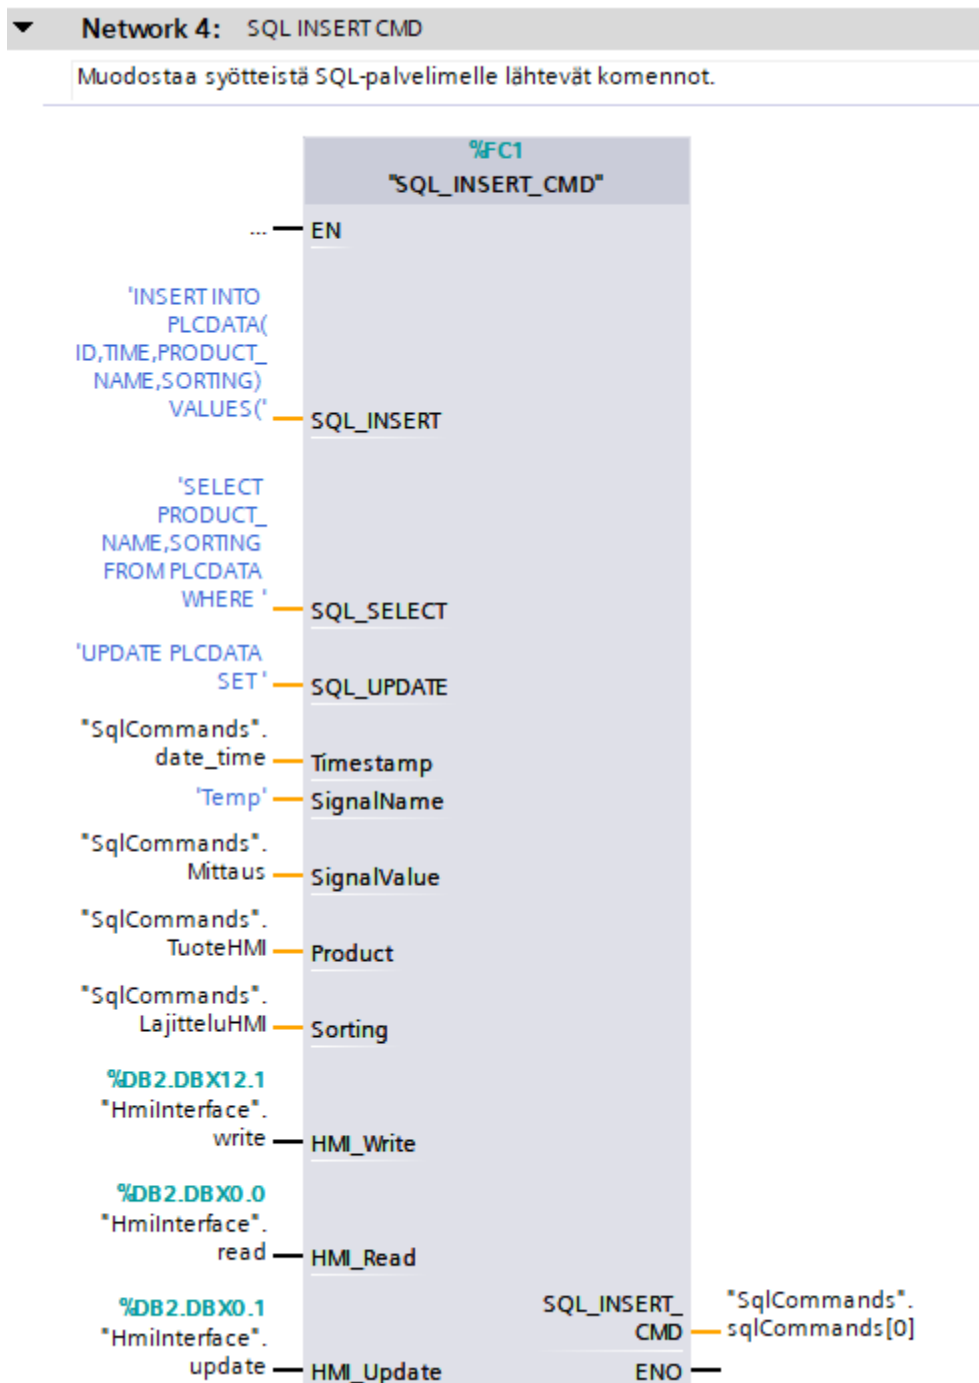 Network 4: SQL INSERT CMD
Muodostaa syötteistä SQL-palvelimelle lähtevät komennot.
%FC1
"SQL_INSERT_CMD"
... EN
'INSERT INTO
PLCDATA(
ID,TIME,PRODUCT_
NAME,SORTING)
VALUES('
SQL_INSERT
'SELECT
PRODUCT_
NAME,SORTING
FROM PLCDATA
WHERE '
SQL_SELECT
'UPDATE PLCDATA
SET '
SQL_UPDATE
"SqlCommands".
date_time
Timestamp
'Temp'
SignalName
"SqlCommands".
Mittaus
SignalValue
"SqlCommands".
TuoteHMI
Product
"SqlCommands".
LajitteluHMI
Sorting
%DB2.DBX12.1
"HmiInterface".
write
HMI_Write
%DB2.DBX0.0
"HmiInterface".
read
HMI_Read
%DB2.DBX0.1
"HmiInterface".
update
HMI_Update
SQL_INSERT_
CMD
"SqlCommands".
sqlCommands[0]
ENO